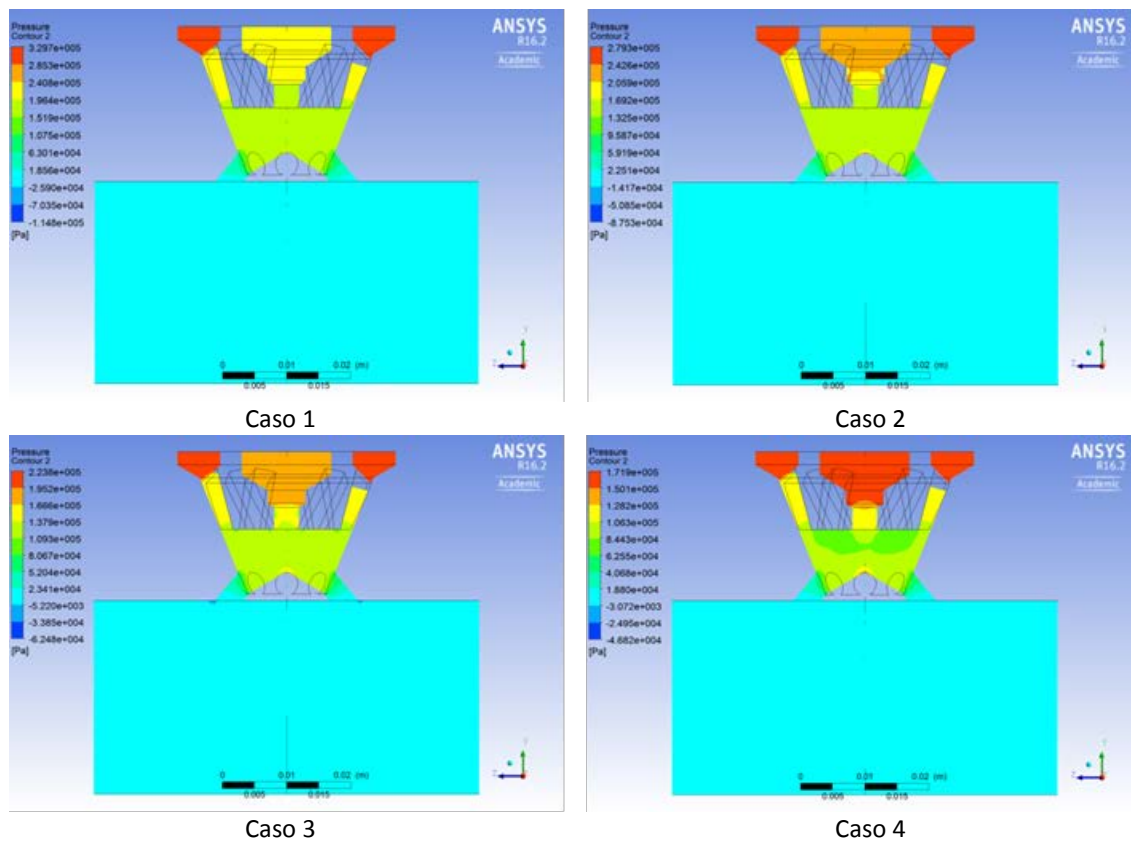 Pressure
Contour 2
3.297e+005
2.853e+005
2.408e+005
1.964e+005
1.519e+005
1.075e+005
6.301e+004
1.856e+004
-2.590e+004
-7.035e+004
-1.148e+005
[Pa]
ANSYS
R16.2
Academic
0 0.01 0.02 (m)
0.005 0.015
Y
Z
Caso 1
Pressure
Contour 2
2.793e+005
2.426e+005
2.059e+005
1.692e+005
1.325e+005
9.587e+004
5.919e+004
2.251e+004
-1.417e+004
-5.085e+004
-8.753e+004
[Pa]
ANSYS
R16.2
Academic
0 0.01 0.02 (m)
0.005 0.015
Y
Z
Caso 2
Pressure
Contour 2
2.238e+005
1.952e+005
1.666e+005
1.379e+005
1.093e+005
8.067e+004
5.204e+004
2.341e+004
-5.220e+003
-3.385e+004
-6.248e+004
[Pa]
ANSYS
R16.2
Academic
0 0.01 0.02 (m)
0.005 0.015
Y
Z
Caso 3
Pressure
Contour 2
1.719e+005
1.501e+005
1.282e+005
1.063e+005
8.443e+004
6.255e+004
4.068e+004
1.880e+004
-3.072e+003
-2.495e+004
-4.682e+004
[Pa]
ANSYS
R16.2
Academic
0 0.01 0.02 (m)
0.005 0.015
Y
Z
Caso 4